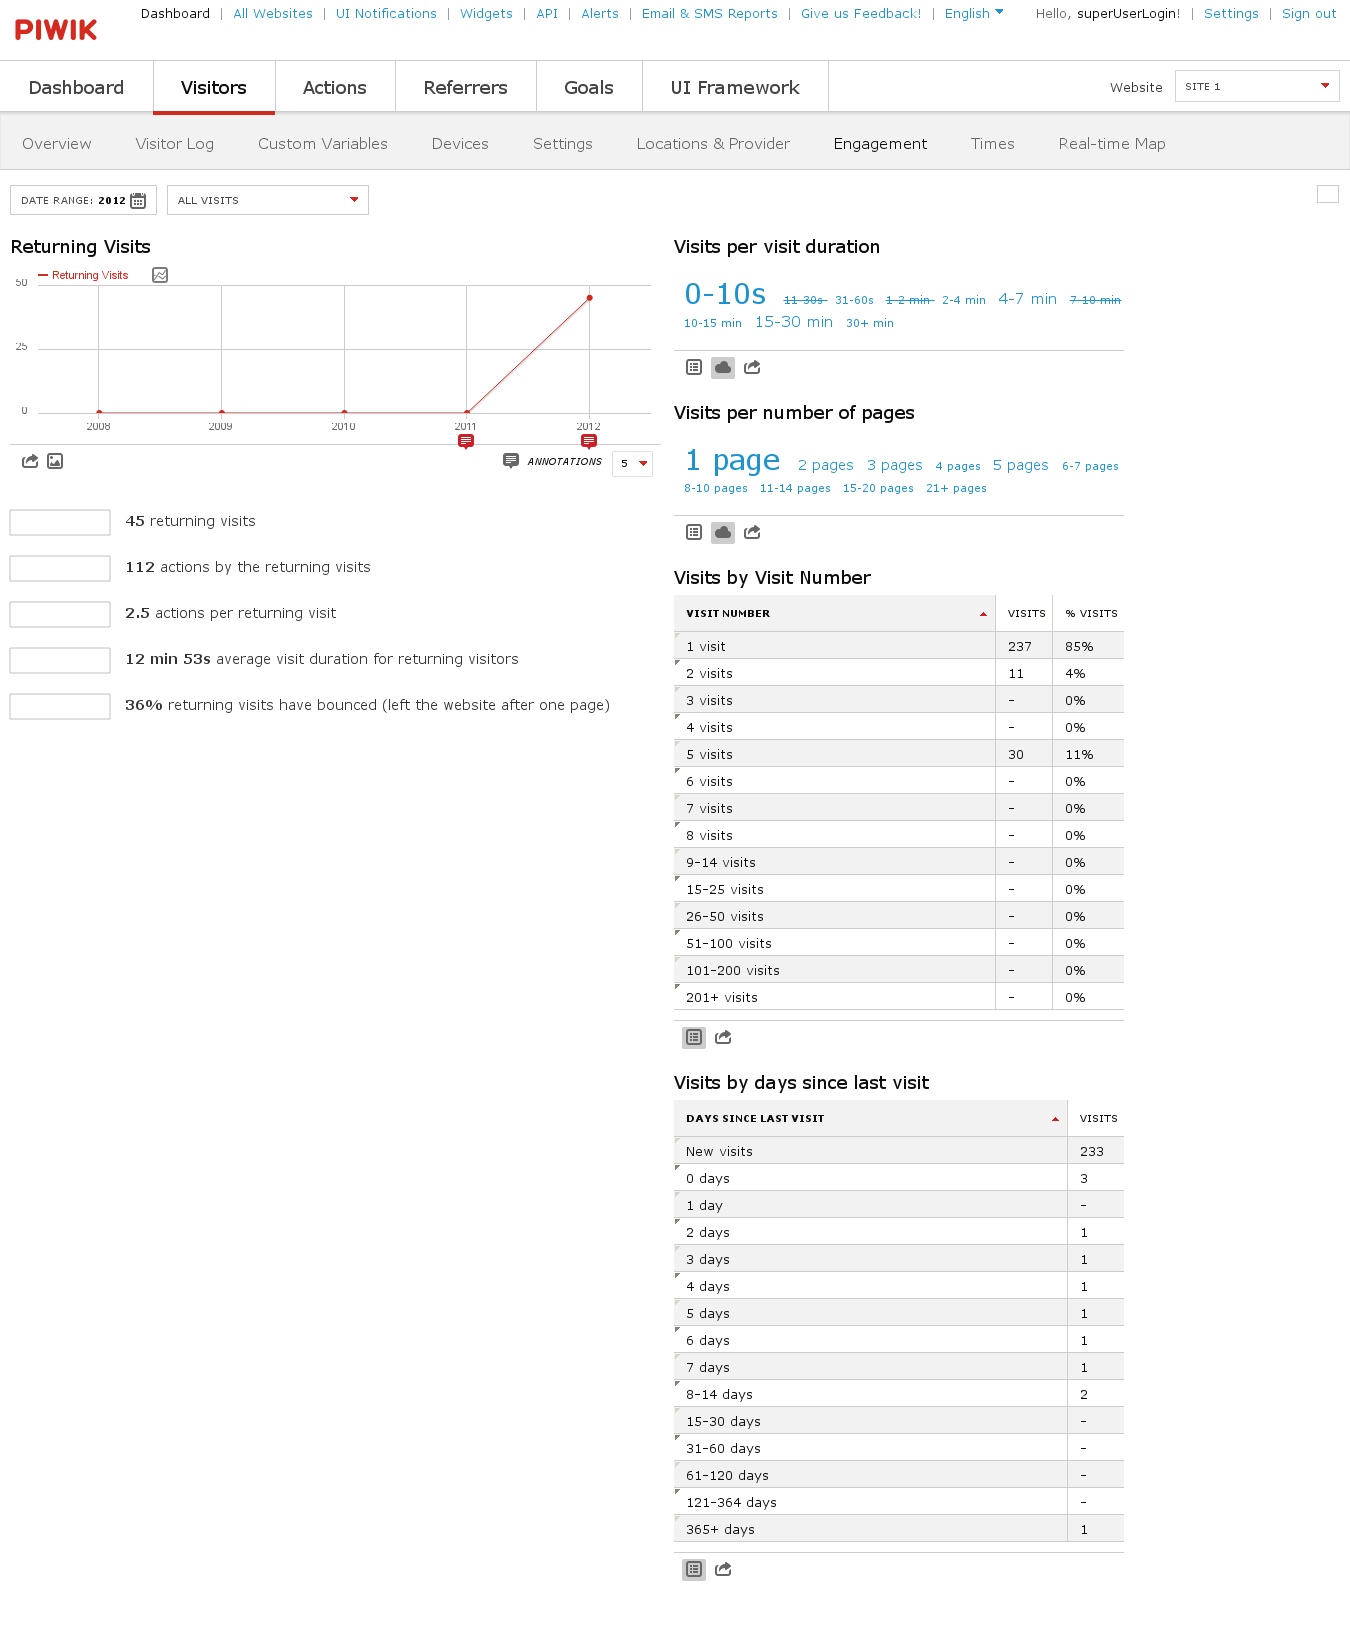 PIWIK
Dashboard | All Websites | UI Notifications | Widgets | API | Alerts | Email & SMS Reports | Give us Feedback! | English
Hello, superUserLogin! | Settings | Sign out
Dashboard Visitors Actions Referrers Goals UI Framework
Website SITE 1
Overview Visitor Log Custom Variables Devices Settings Locations & Provider Engagement Times Real-time Map
DATE RANGE: 2012
ALL VISITS
Returning Visits
Returning Visits
50
25
0
2008 2009 2010 2011 2012
ANNOTATIONS 5
45 returning visits
112 actions by the returning visits
2.5 actions per returning visit
12 min 53s average visit duration for returning visitors
36% returning visits have bounced (left the website after one page)
Visits per visit duration
0-10s 11-30s 31-60s 1-2 min 2-4 min 4-7 min 7-10 min
10-15 min 15-30 min 30+ min
Visits per number of pages
1 page 2 pages 3 pages 4 pages 5 pages 6-7 pages
8-10 pages 11-14 pages 15-20 pages 21+ pages
Visits by Visit Number
VISIT NUMBER VISITS % VISITS
1 visit 237 85%
2 visits 11 4%
3 visits - 0%
4 visits - 0%
5 visits 30 11%
6 visits - 0%
7 visits - 0%
8 visits - 0%
9-14 visits - 0%
15-25 visits - 0%
26-50 visits - 0%
51-100 visits - 0%
101-200 visits - 0%
201+ visits - 0%
Visits by days since last visit
DAYS SINCE LAST VISIT VISITS
New visits 233
0 days 3
1 day -
2 days 1
3 days 1
4 days 1
5 days 1
6 days 1
7 days 1
8-14 days 2
15-30 days -
31-60 days -
61-120 days -
121-364 days -
365+ days 1